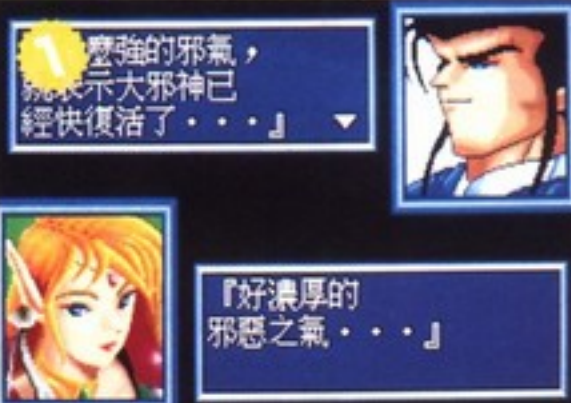 1
麼強的邪氣，
就表示大邪神已
經快復活了・・・』
『好濃厚的
邪惡之氣・・・』